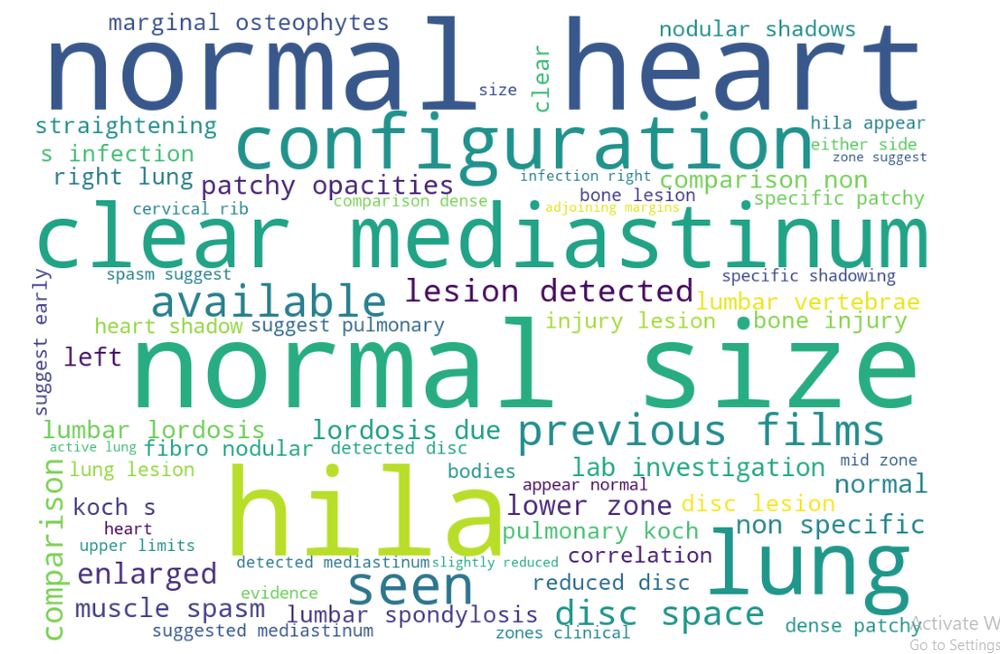 marginal osteophytes
nodular shadows
normal heart
size
clear
straightening
configuration
hila appear
s infection
either side
zone suggest
right lung
patchy opacities
infection right
comparison non
bone lesion
specific patchy
cervical rib
comparison dense
adjoining margins
clear mediastinum
suggest early
spasm suggest
specific shadowing
available
lesion detected
lumbar vertebrae
heart shadow
suggest pulmonary
injury lesion
bone injury
left
normal size
lumbar lordosis
lordosis due
previous films
active lung
fibro nodular
detected disc
comparison
lung lesion
hila
bodies
lab investigation
mid zone
appear normal
normal
koch s
lower zone
disc lesion
heart
pulmonary koch
non specific
lung
upper limits
detected mediastinum
slightly reduced
correlation
enlarged
evidence
seen
reduced disc
muscle spasm
lumbar spondylosis
disc space
suggested mediastinum
zones clinical
dense patchy
Activate W
Go to Settings